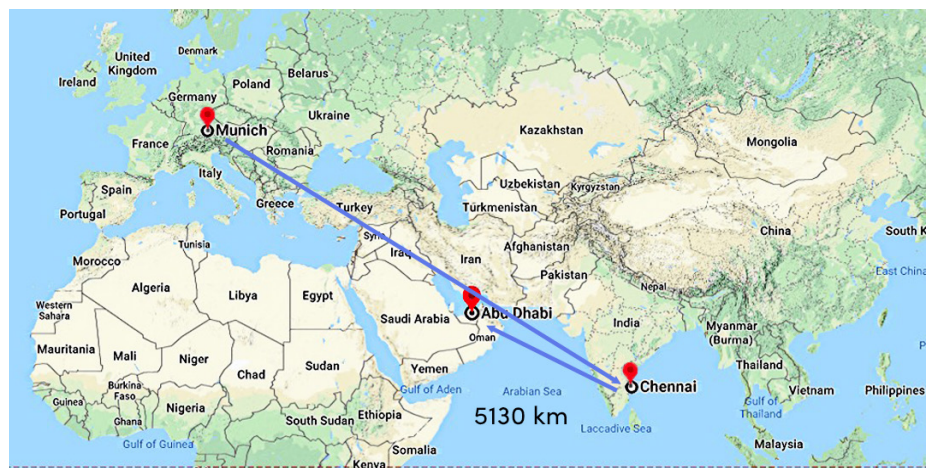 Denmark
United
Kingdom
Ireland
Belarus
Poland
Germany
Ukraine
Munich
Kazakhstan
Mongolia
France
Romania
Italy
Uzbekistan
Kyrgyzstan
Spain
Greece
Turkey
Turkmenistan
Portugal
China
South K
Syria
Tunisia
Afghanistan
Iraq
Iran
Morocco
East China
Pakistan
Algeria
Nepal
Libya
Egypt
Western
Sahara
Abu Dhabi
Saudi Arabia
India
Myanmar
(Burma)
Oman
Mauritania
Mali
Niger
Sudan
Chad
Yemen
Thailand
Burkina
Faso
Gulf of Aden
Arabian Sea
Chennai
Vietnam
Philippines
Guinea
Nigeria
Ethiopia
5130 km
Gulf of
Thailand
Ghana
South Sudan
Laccadive Sea
Gulf of Guinea
Somalia
Malaysia
Kenya